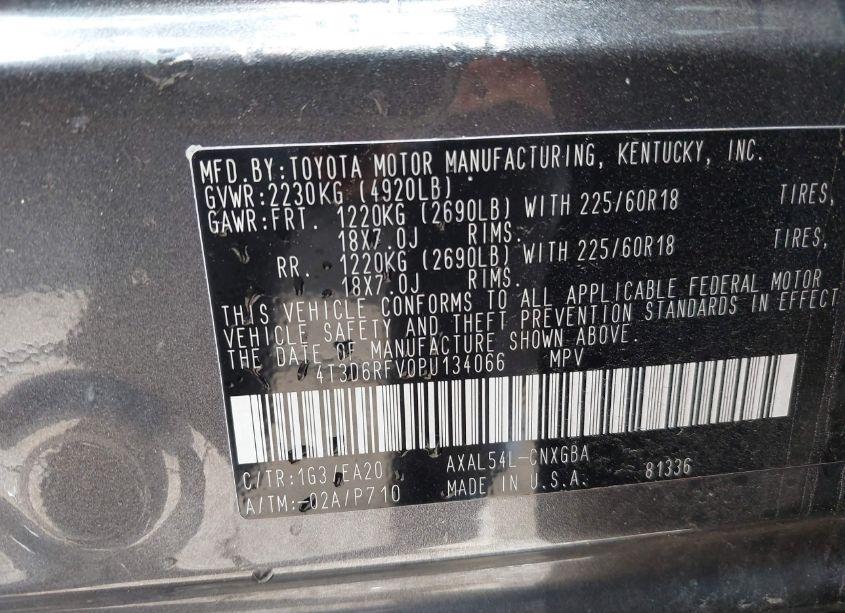 MFD.BY:TOYOTA MOTOR MANUFACTURING, KENTUCKY, INC.
GVWR:2230KG (4920LB)
GAWR:FRT. 1220KG (2690LB) WITH 225/60R18 TIRES,
18X7.0J RIMS.
RR. 1220KG (2690LB) WITH 225/60R18 TIRES,
18X7.0J RIMS.
THIS VEHICLE CONFORMS TO ALL APPLICABLE FEDERAL MOTOR
VEHICLE SAFETY AND THEFT PREVENTION STANDARDS IN EFFECT
THE DATE OF MANUFACTURE SHOWN ABOVE.
4T3D6RFV0PU134066 MPV
C/TR:1G3/EA20 AXAL54L-CNXGBA
A/TM:-02A/P710 MADE IN U.S.A. 81336